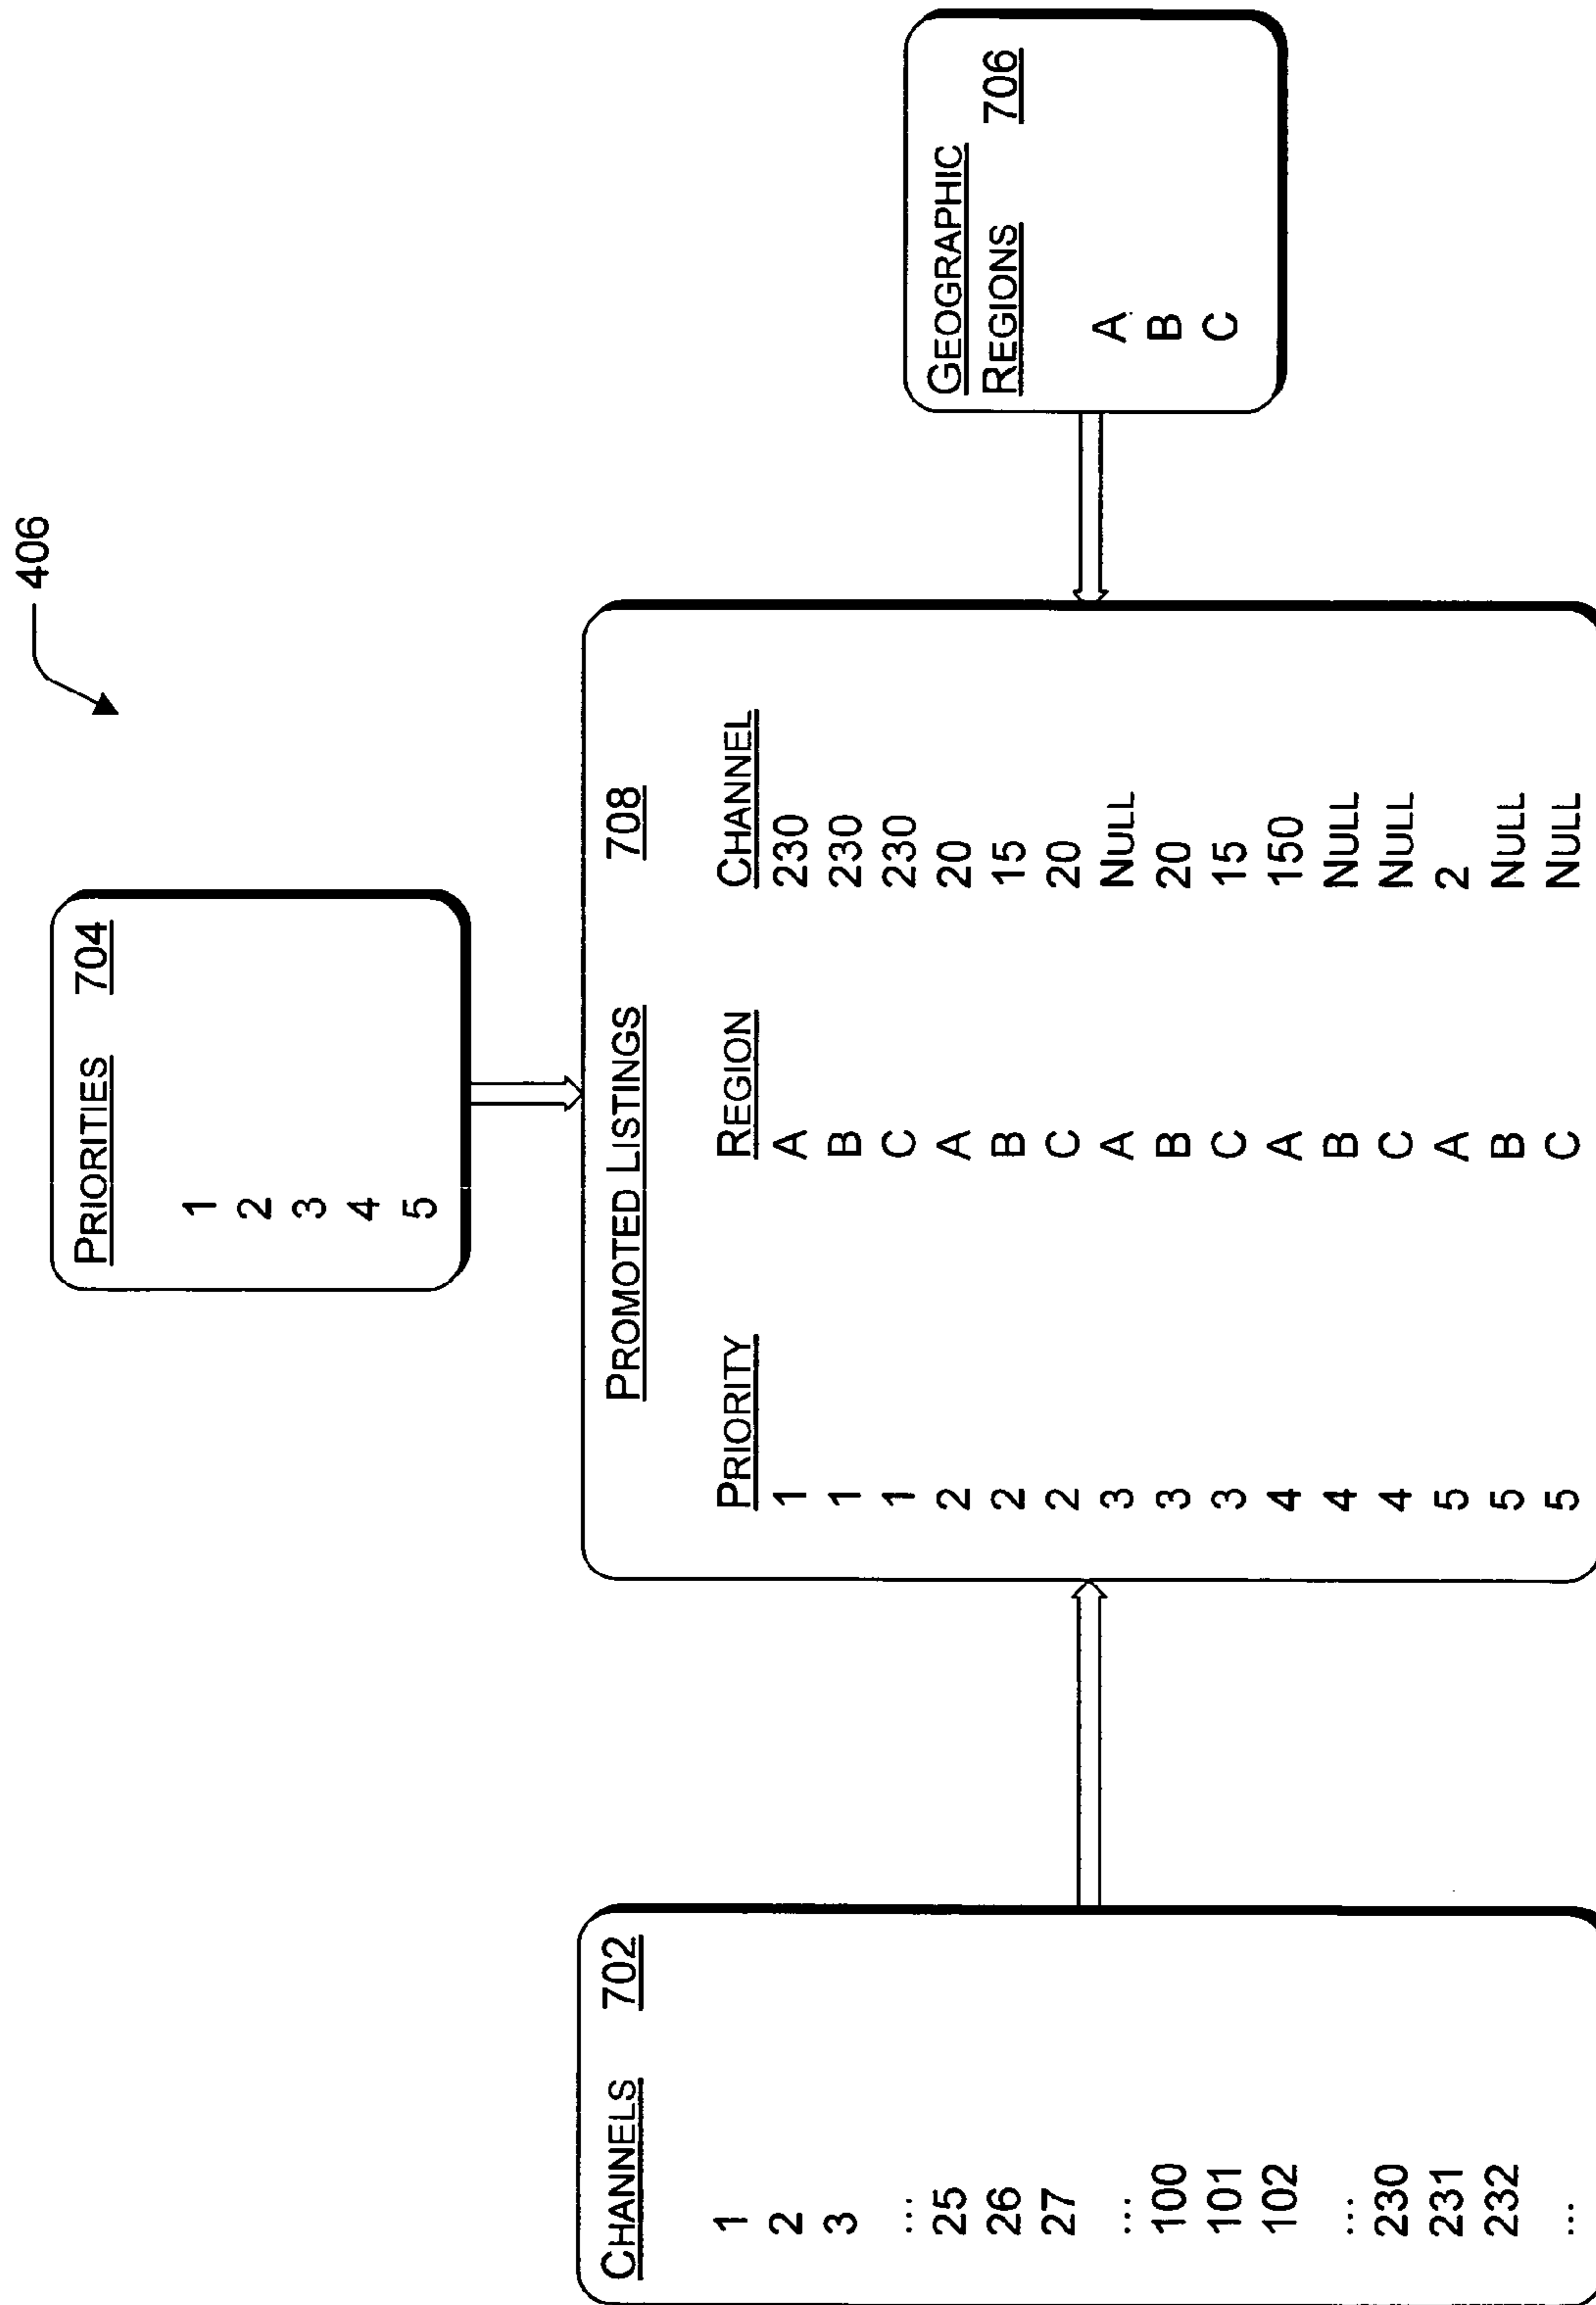 406
PRIORITIES 704
1
2
3
4
5
CHANNELS 702
1
2
3
...
25
26
27
...
100
101
102
...
230
231
232
...
PROMOTED LISTINGS 708
PRIORITY REGION CHANNEL
1 A 230
1 B 230
1 C 230
2 A 20
2 B 15
2 C 20
3 A NULL
3 B 20
3 C 15
4 A 150
4 B NULL
4 C NULL
5 A 2
5 B NULL
5 C NULL
GEOGRAPHIC
REGIONS 706
A
B
C